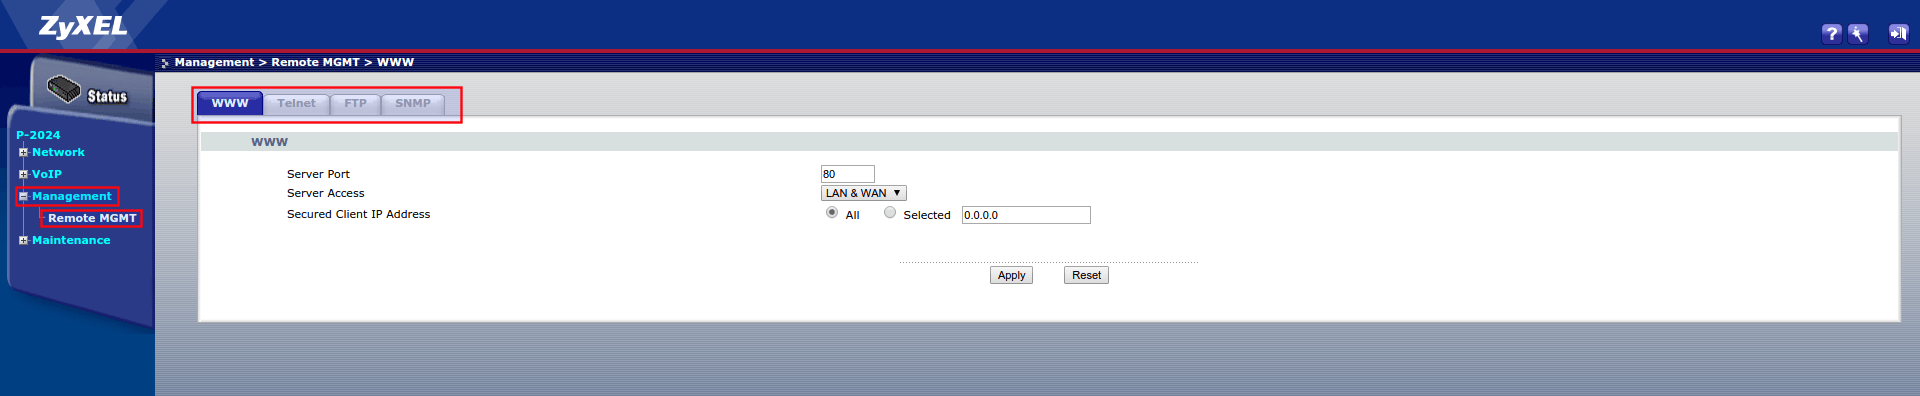 ZyXEL
?
Management > Remote MGMT > WWW
Status
WWW Telnet FTP SNMP
P-2024
Network
VoIP
Management
Remote MGMT
Maintenance
WWW
Server Port 80
Server Access LAN & WAN
Secured Client IP Address All Selected 0.0.0.0
Apply Reset